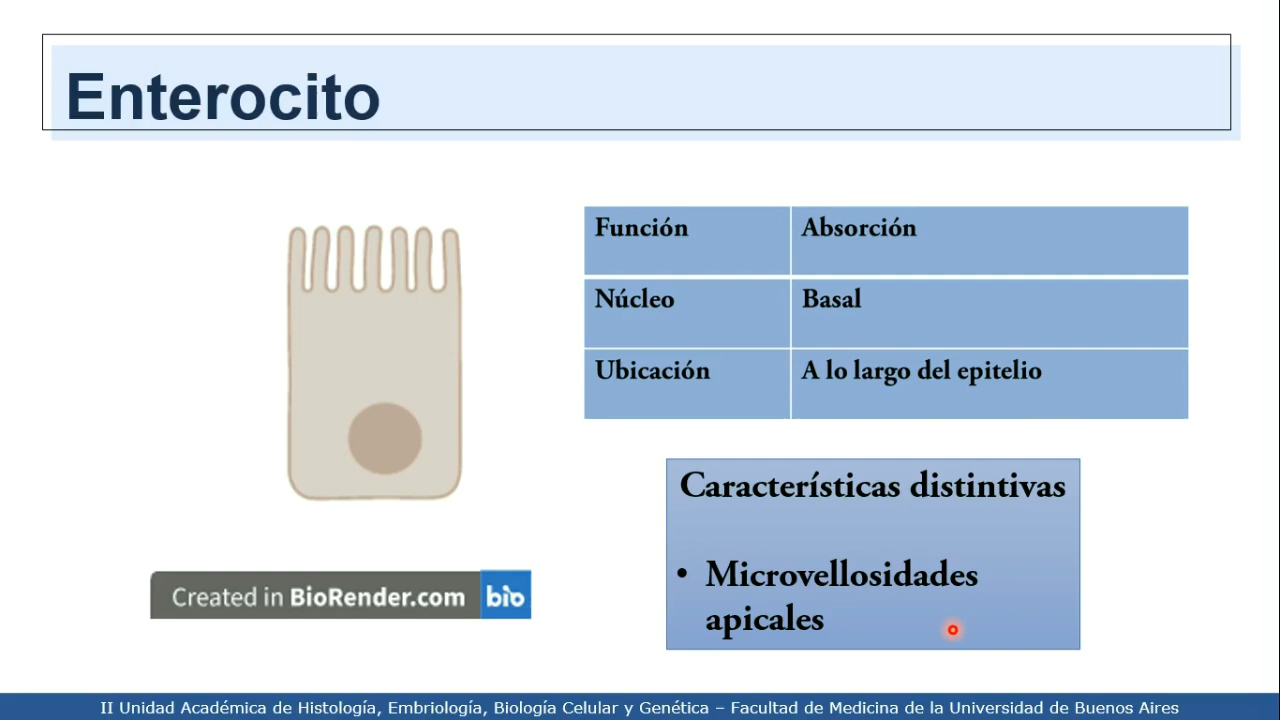 Enterocito
Función Absorción
Núcleo Basal
Ubicación A lo largo del epitelio
Características distintivas
• Microvellosidades
apicales
Created in BioRender.com bio
II Unidad Académica de Histología, Embriología, Biología Celular y Genética – Facultad de Medicina de la Universidad de Buenos Aires